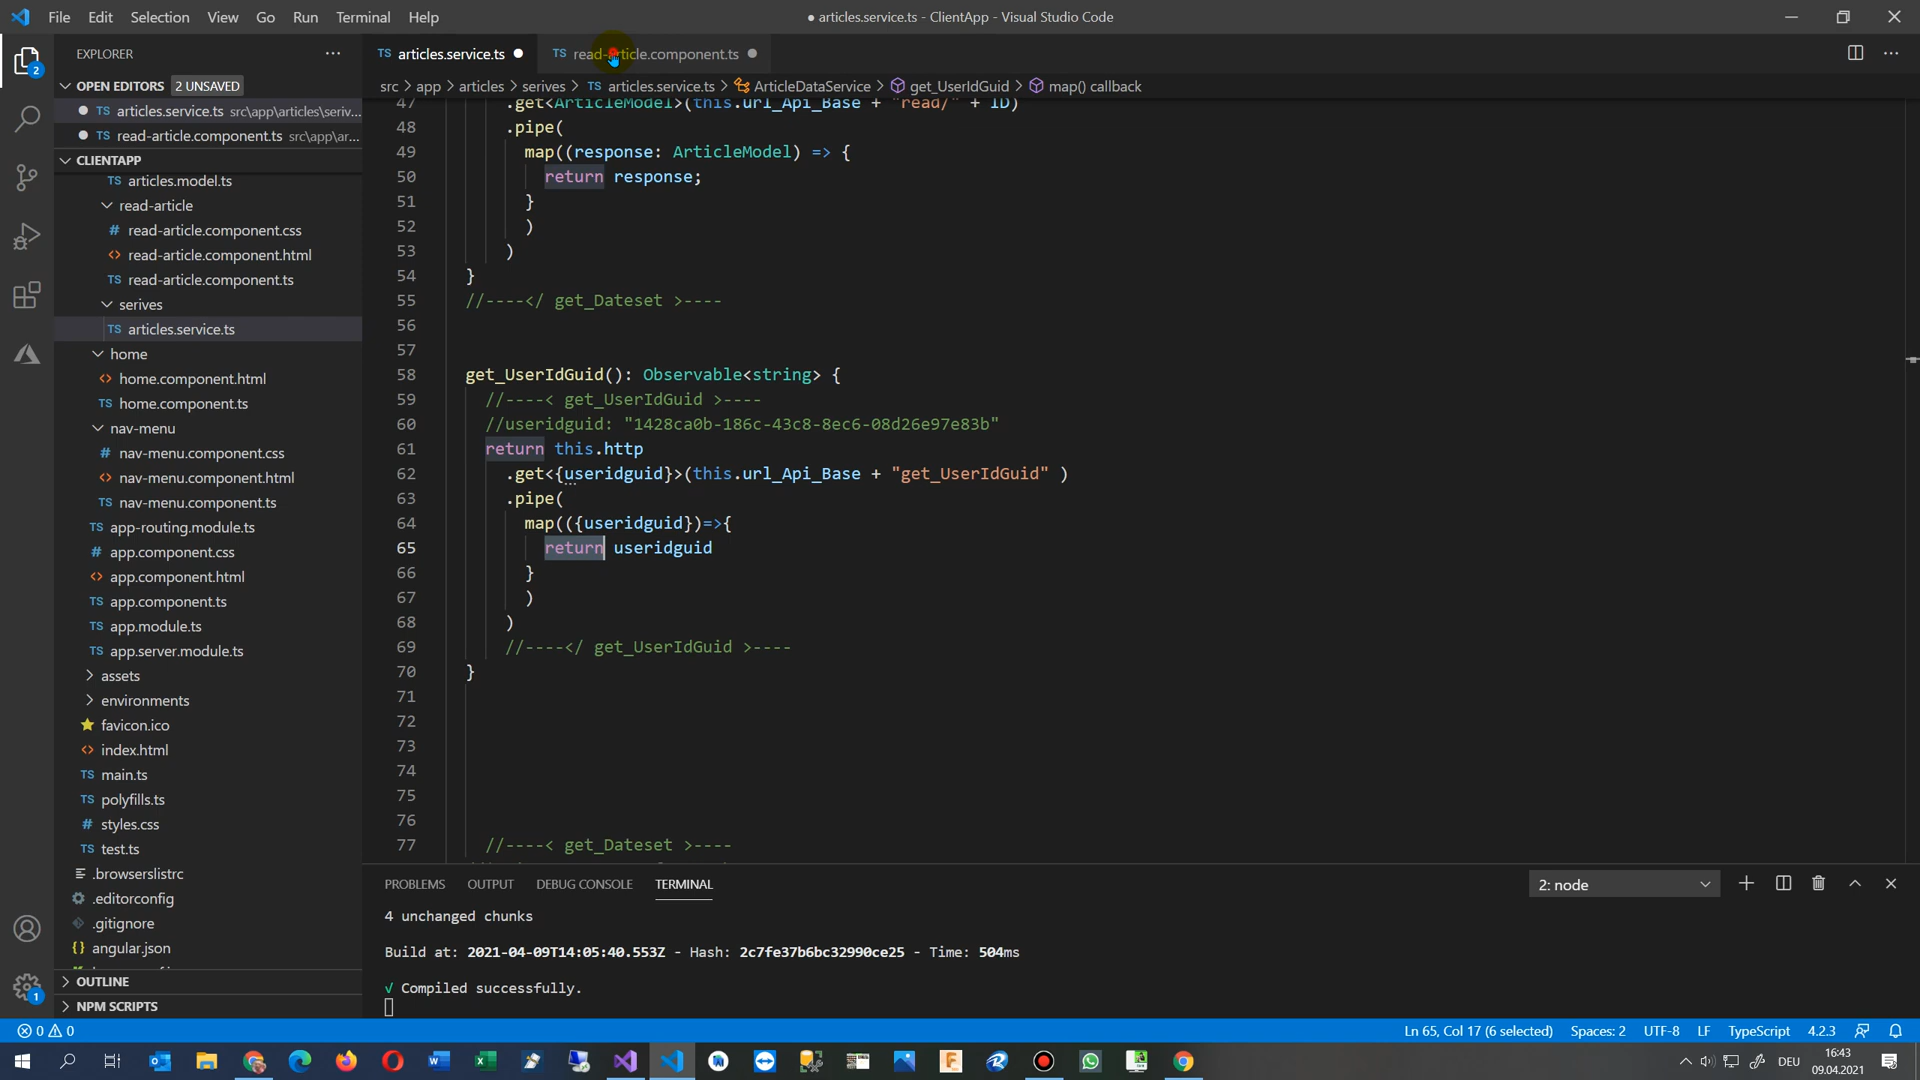 File Edit Selection View Go Run Terminal Help
● articles.service.ts - ClientApp - Visual Studio Code
EXPLORER
OPEN EDITORS 2 UNSAVED
TS articles.service.ts src\app\articles\seriv...
TS read-article.component.ts src\app\ar...
CLIENTAPP
TS articles.model.ts
read-article
# read-article.component.css
<> read-article.component.html
TS read-article.component.ts
serives
TS articles.service.ts
home
<> home.component.html
TS home.component.ts
nav-menu
# nav-menu.component.css
<> nav-menu.component.html
TS nav-menu.component.ts
TS app-routing.module.ts
# app.component.css
<> app.component.html
TS app.component.ts
TS app.module.ts
TS app.server.module.ts
assets
environments
favicon.ico
<> index.html
TS main.ts
TS polyfills.ts
# styles.css
TS test.ts
.browserslistrc
.editorconfig
.gitignore
{} angular.json
OUTLINE
NPM SCRIPTS
TS articles.service.ts ● TS read-article.component.ts ●
src > app > articles > serives > TS articles.service.ts > ArticleDataService > get_UserIdGuid > map() callback
47 .get<ArticleModel>(this.url_Api_Base + "read/" + ID)
48 .pipe(
49 map((response: ArticleModel) => {
50 return response;
51 }
52 )
53 )
54 }
55 //----</ get_Dateset >----
56
57
58 get_UserIdGuid(): Observable<string> {
59 //----< get_UserIdGuid >----
60 //useridguid: "1428ca0b-186c-43c8-8ec6-08d26e97e83b"
61 return this.http
62 .get<{useridguid}>(this.url_Api_Base + "get_UserIdGuid" )
63 .pipe(
64 map(({useridguid})=>{
65 return useridguid
66 }
67 )
68 )
69 //----</ get_UserIdGuid >----
70 }
71
72
73
74
75
76
77 //----< get_Dateset >----
PROBLEMS OUTPUT DEBUG CONSOLE TERMINAL 2: node
4 unchanged chunks
Build at: 2021-04-09T14:05:40.553Z - Hash: 2c7fe37b6bc32990ce25 - Time: 504ms
√ Compiled successfully.
0 0 Ln 65, Col 17 (6 selected) Spaces: 2 UTF-8 LF TypeScript 4.2.3
DEU 16:43
09.04.2021